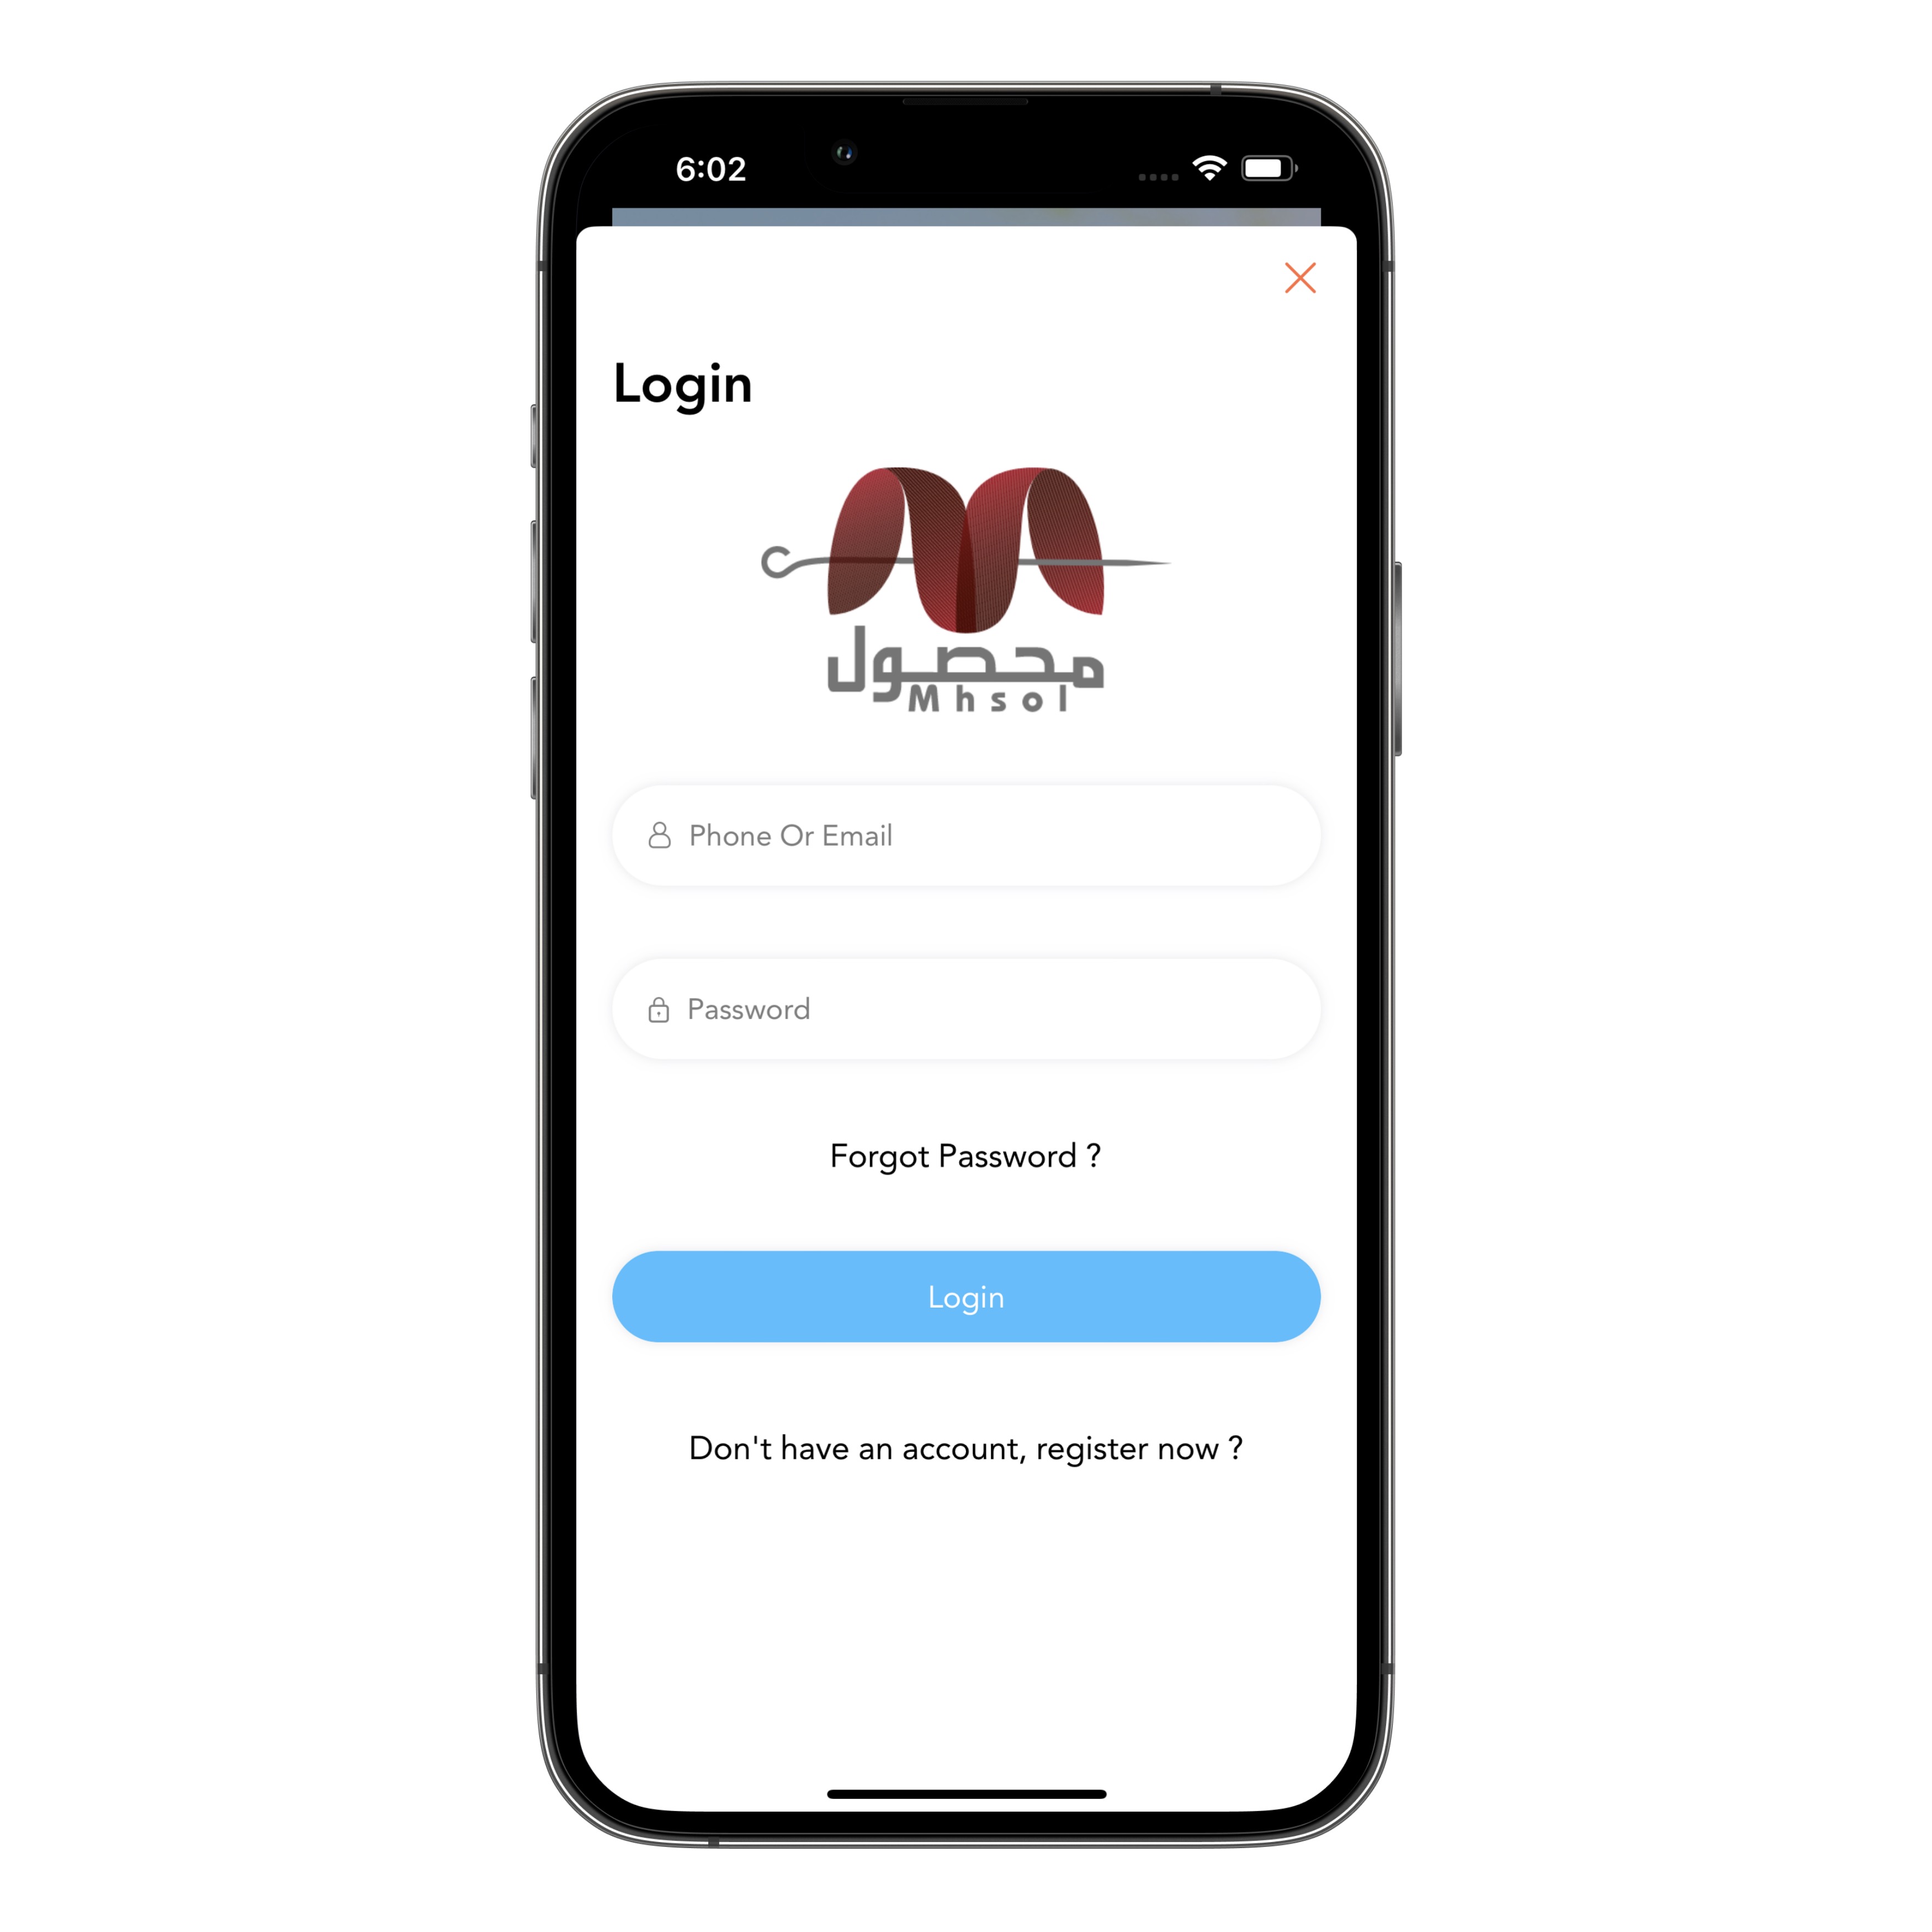 6:02
Login
محصول
Mhsol
Phone Or Email
Password
Forgot Password ?
Login
Don't have an account, register now ?